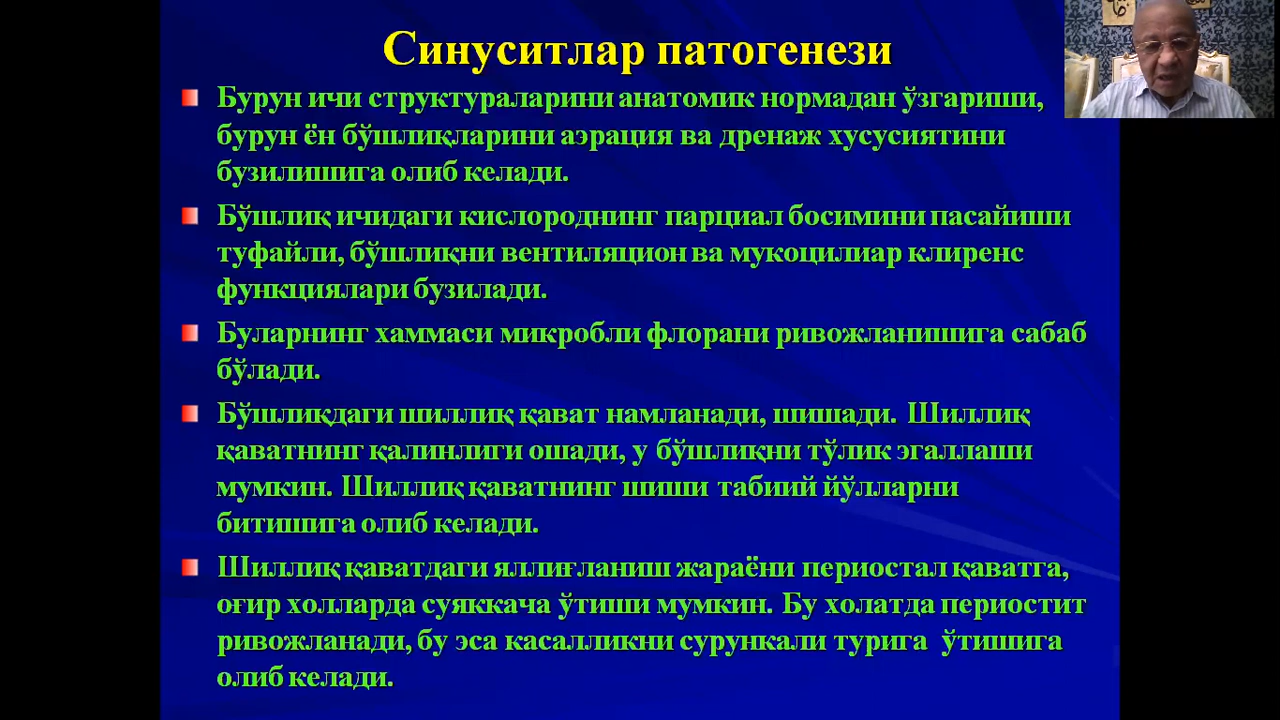 Синуситлар патогенези
Бурун ичи структураларини анатомик нормадан ўзгариши,
бурун ён бўшлиқларини аэрация ва дренаж хусусиятини
бузилишига олиб келади.
Бўшлиқ ичидаги кислороднинг парциал босимини пасайиши
туфайли, бўшлиқни вентиляцион ва мукоцилиар клиренс
функциялари бузилади.
Буларнинг хаммаси микробли флорани ривожланишига сабаб
бўлади.
Бўшлиқдаги шиллиқ қават намланади, шишади. Шиллиқ
қаватнинг қалинлиги ошади, у бўшлиқни тўлик эгаллаши
мумкин. Шиллиқ қаватнинг шиши табиий йўлларни
битишига олиб келади.
Шиллиқ қаватдаги яллиғланиш жараёни периостал қаватга,
оғир холларда суяккача ўтиши мумкин. Бу холатда периостит
ривожланади, бу эса касалликни сурункали турига ўтишига
олиб келади.